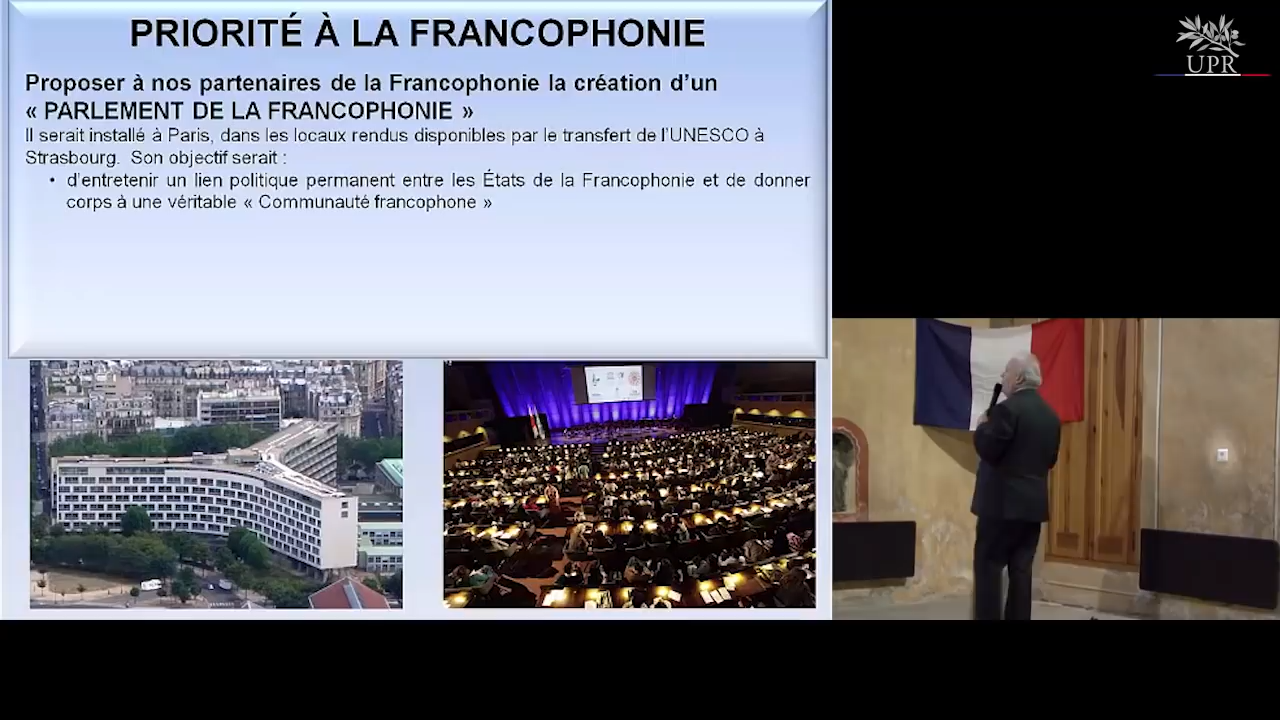 PRIORITÉ À LA FRANCOPHONIE
Proposer à nos partenaires de la Francophonie la création d'un
« PARLEMENT DE LA FRANCOPHONIE »
Il serait installé à Paris, dans les locaux rendus disponibles par le transfert de l'UNESCO à
Strasbourg. Son objectif serait :
• d'entretenir un lien politique permanent entre les États de la Francophonie et de donner
corps à une véritable « Communauté francophone »
UPR